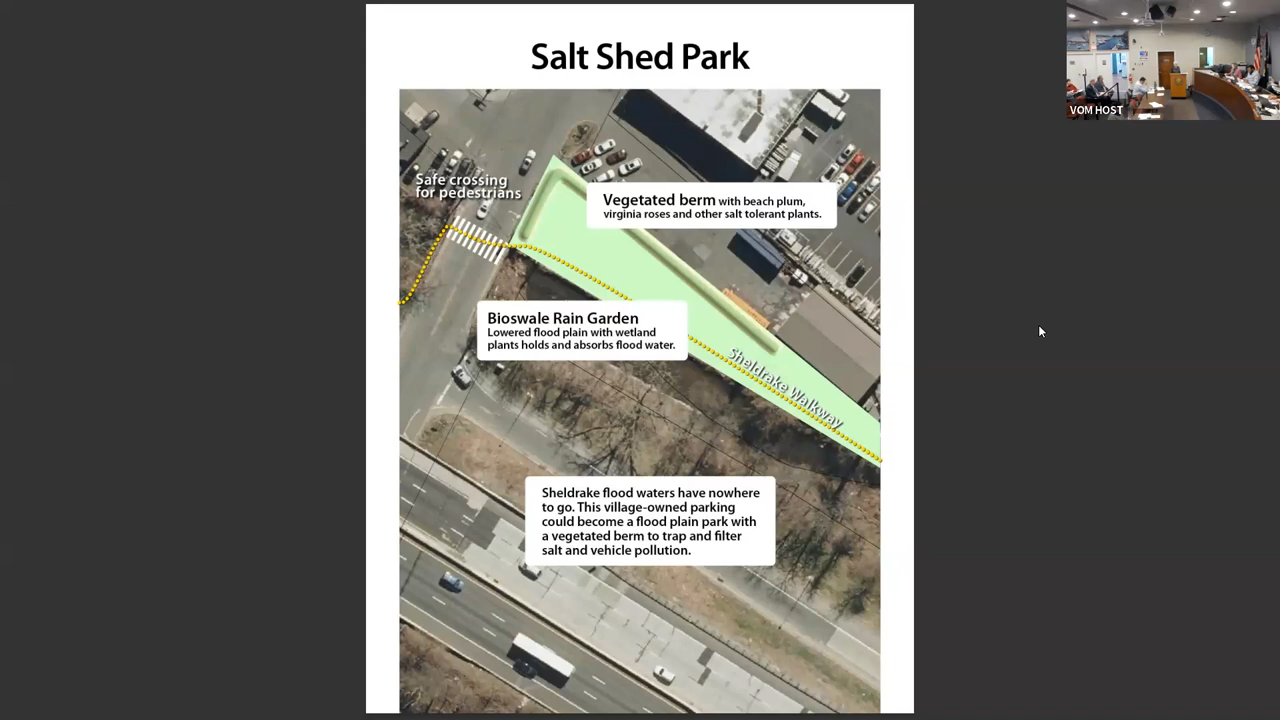 Salt Shed Park
VOM HOST
Safe crossing
for pedestrians
Vegetated berm with beach plum,
virginia roses and other salt tolerant plants.
Bioswale Rain Garden
Lowered flood plain with wetland
plants holds and absorbs flood water.
Sheldrake Walkway
Sheldrake flood waters have nowhere
to go. This village-owned parking
could become a flood plain park with
a vegetated berm to trap and filter
salt and vehicle pollution.